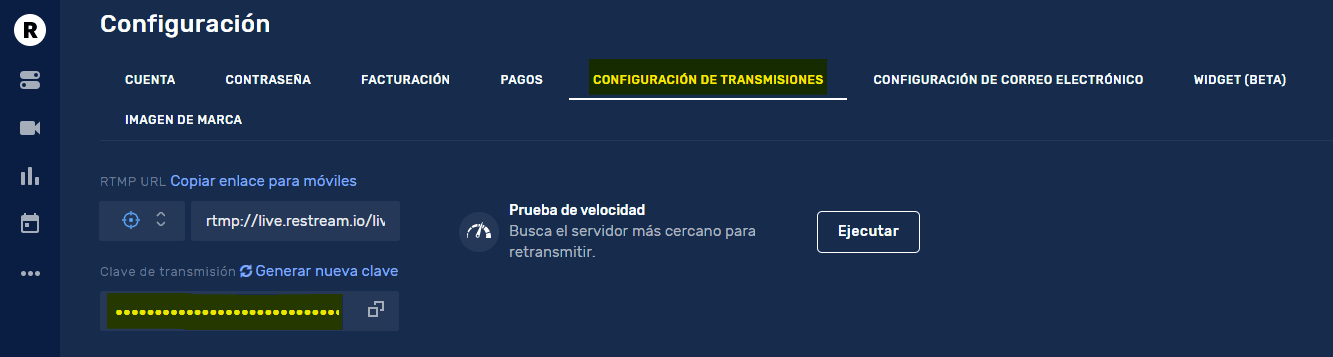 R
Configuración
CUENTA CONTRASEÑA FACTURACIÓN PAGOS CONFIGURACIÓN DE TRANSMISIONES CONFIGURACIÓN DE CORREO ELECTRÓNICO WIDGET (BETA)
IMAGEN DE MARCA
RTMP URL Copiar enlace para móviles
rtmp://live.restream.io/liv
Prueba de velocidad
Busca el servidor más cercano para
retransmitir.
Ejecutar
Clave de transmisión Generar nueva clave